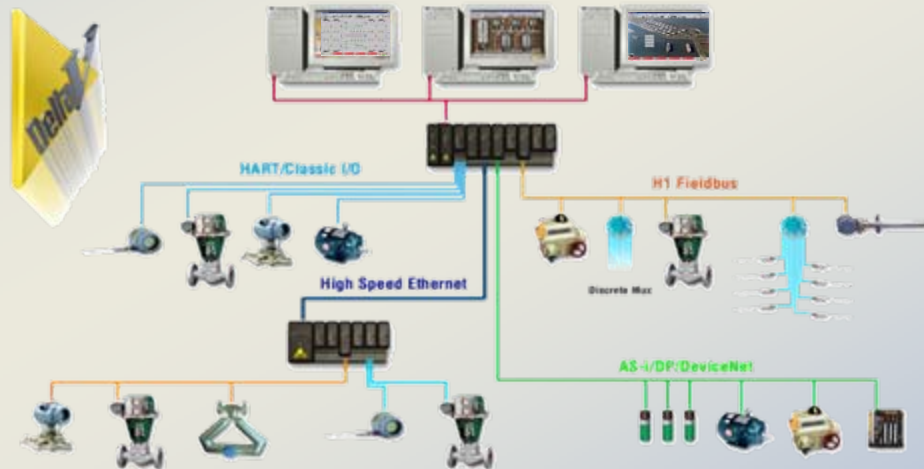 DeltaV
HART/Classic I/O
H1 Fieldbus
High Speed Ethernet
Discrete Mux
AS-i/DP/DeviceNet